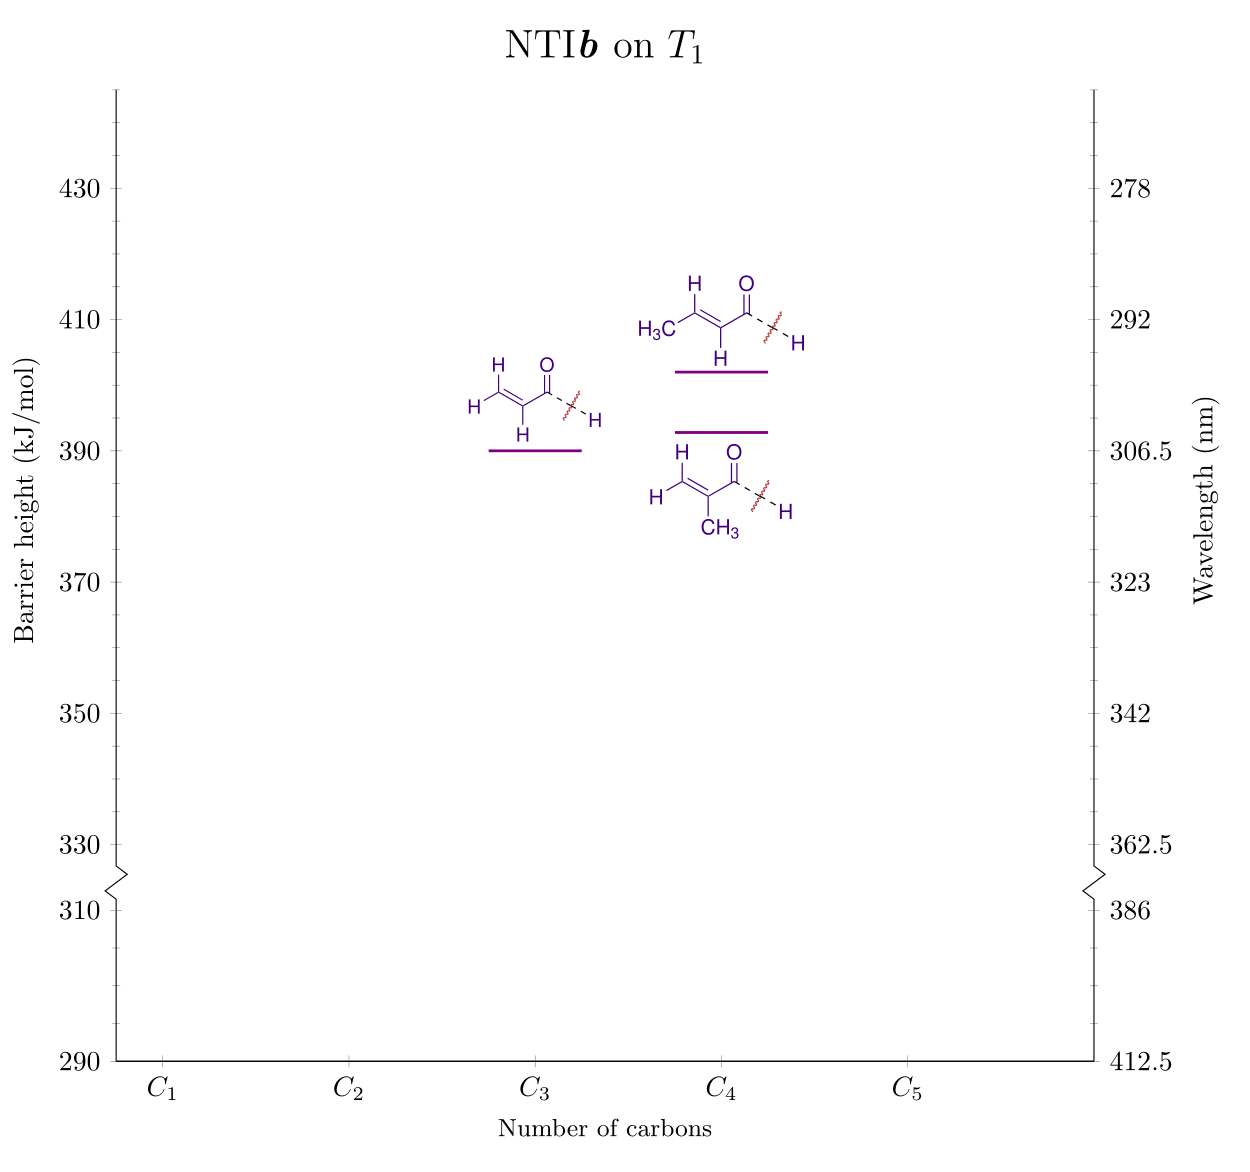 NTIb on T₁
430
410
390
370
350
330
310
290
Barrier height (kJ/mol)
278
292
306.5
323
342
362.5
386
412.5
Wavelength (nm)
H O
H₃C
H H
H O
H
H H
H O
H
H
CH₃
C₁ C₂ C₃ C₄ C₅
Number of carbons